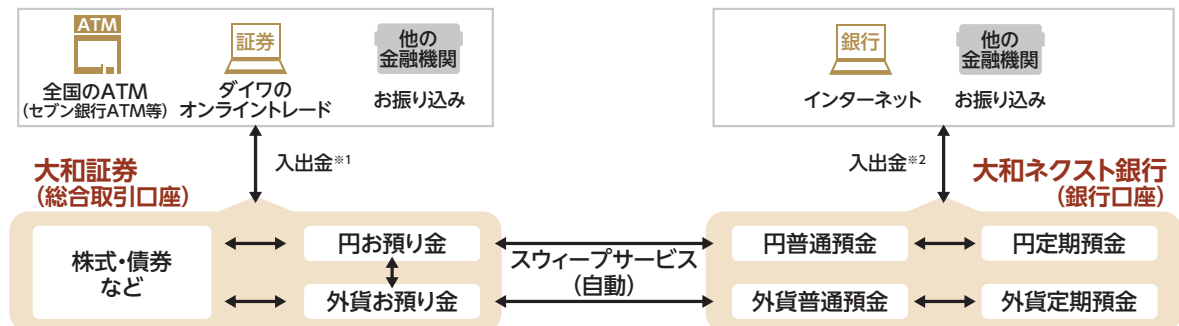 ATM
証券
他の
金融機関
全国のATM
(セブン銀行ATM等)
ダイワの
オンライントレード
お振り込み
銀行
他の
金融機関
インターネット
お振り込み
入出金※1
入出金※2
大和証券
(総合取引口座)
大和ネクスト銀行
(銀行口座)
株式・債券
など
円お預り金
外貨お預り金
スウィープサービス
(自動)
円普通預金
円定期預金
外貨普通預金
外貨定期預金